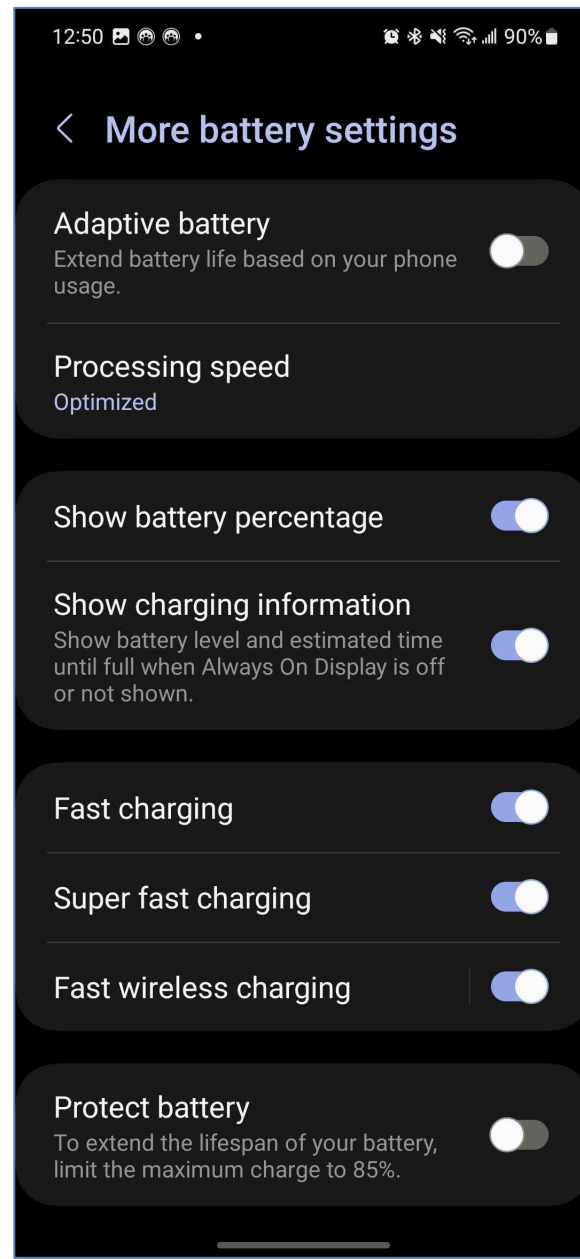 12:50 90%
More battery settings
Adaptive battery
Extend battery life based on your phone
usage.
Processing speed
Optimized
Show battery percentage
Show charging information
Show battery level and estimated time
until full when Always On Display is off
or not shown.
Fast charging
Super fast charging
Fast wireless charging
Protect battery
To extend the lifespan of your battery,
limit the maximum charge to 85%.